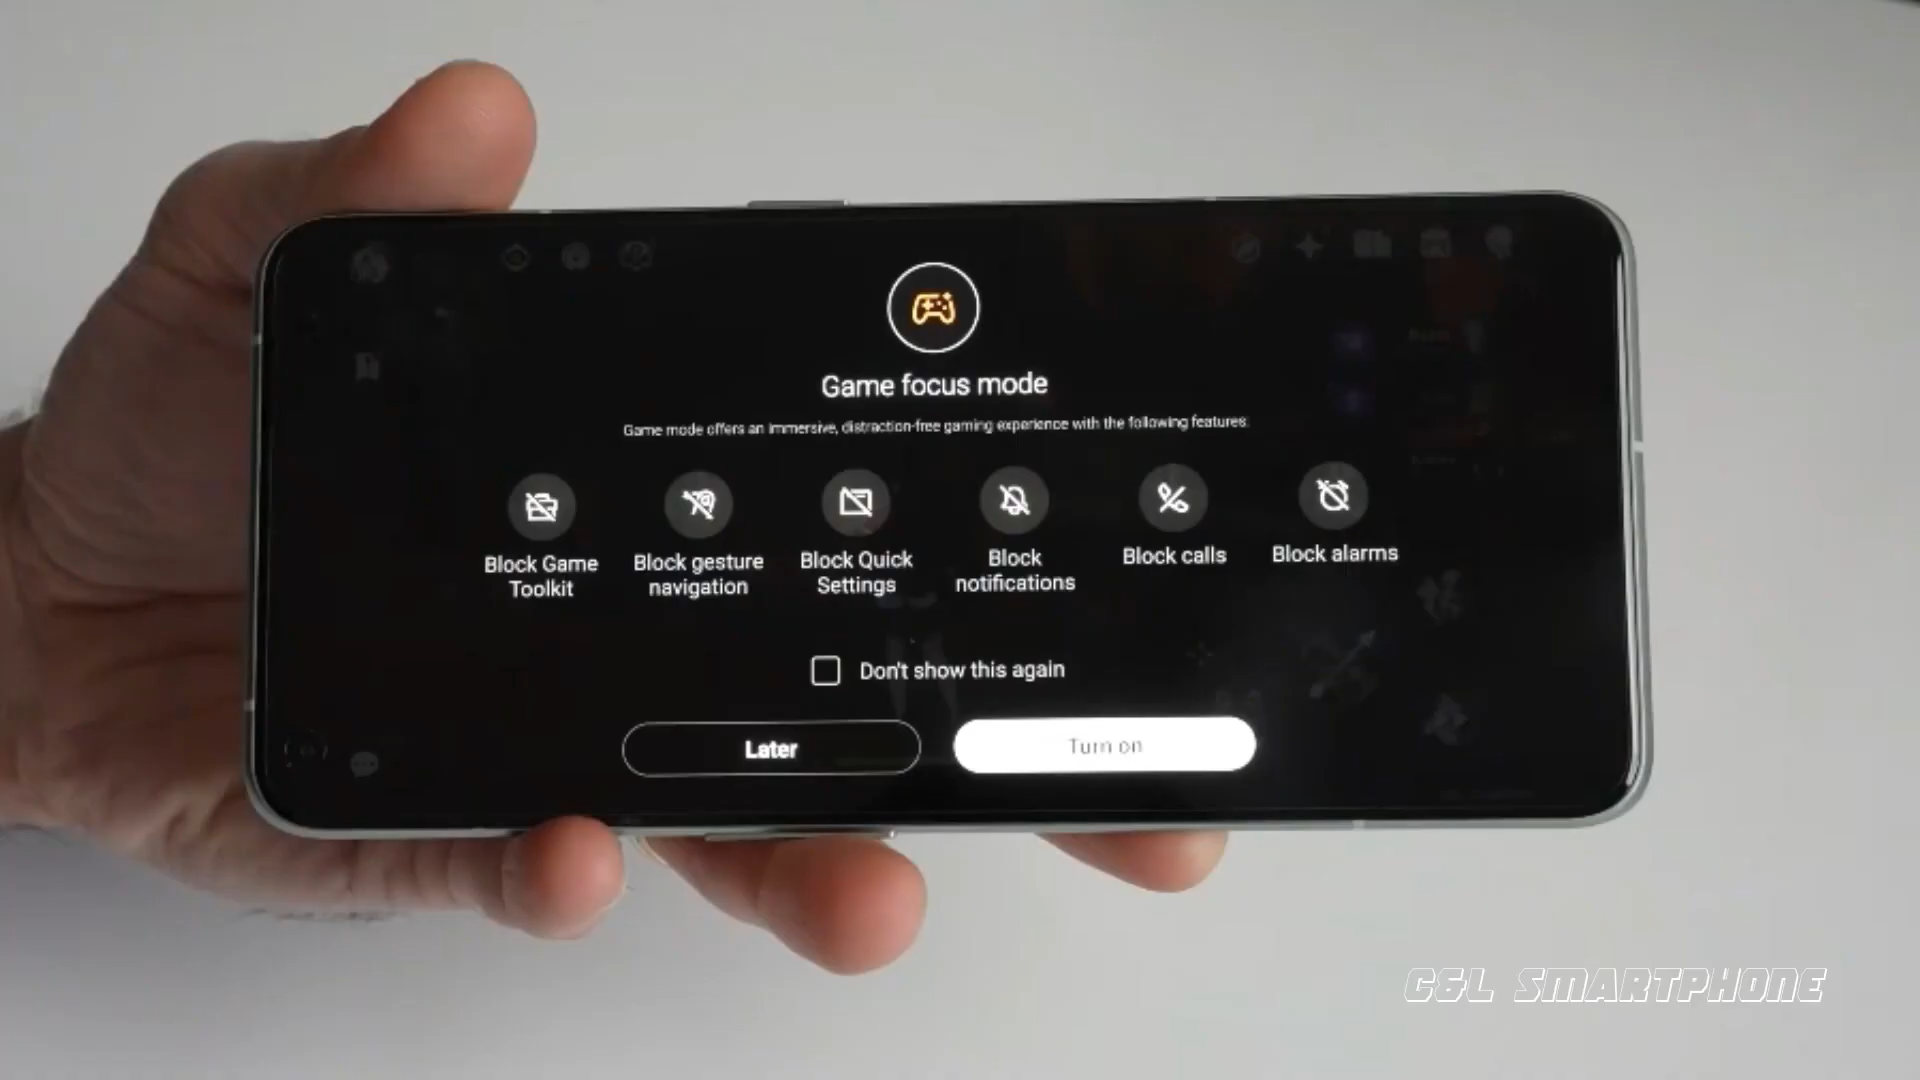 Game focus mode
Game mode offers an immersive, distraction-free gaming experience with the following features:
Block Game
Toolkit
Block gesture
navigation
Block Quick
Settings
Block
notifications
Block calls
Block alarms
Don't show this again
Later
Turn on
C&L SMARTPHONE